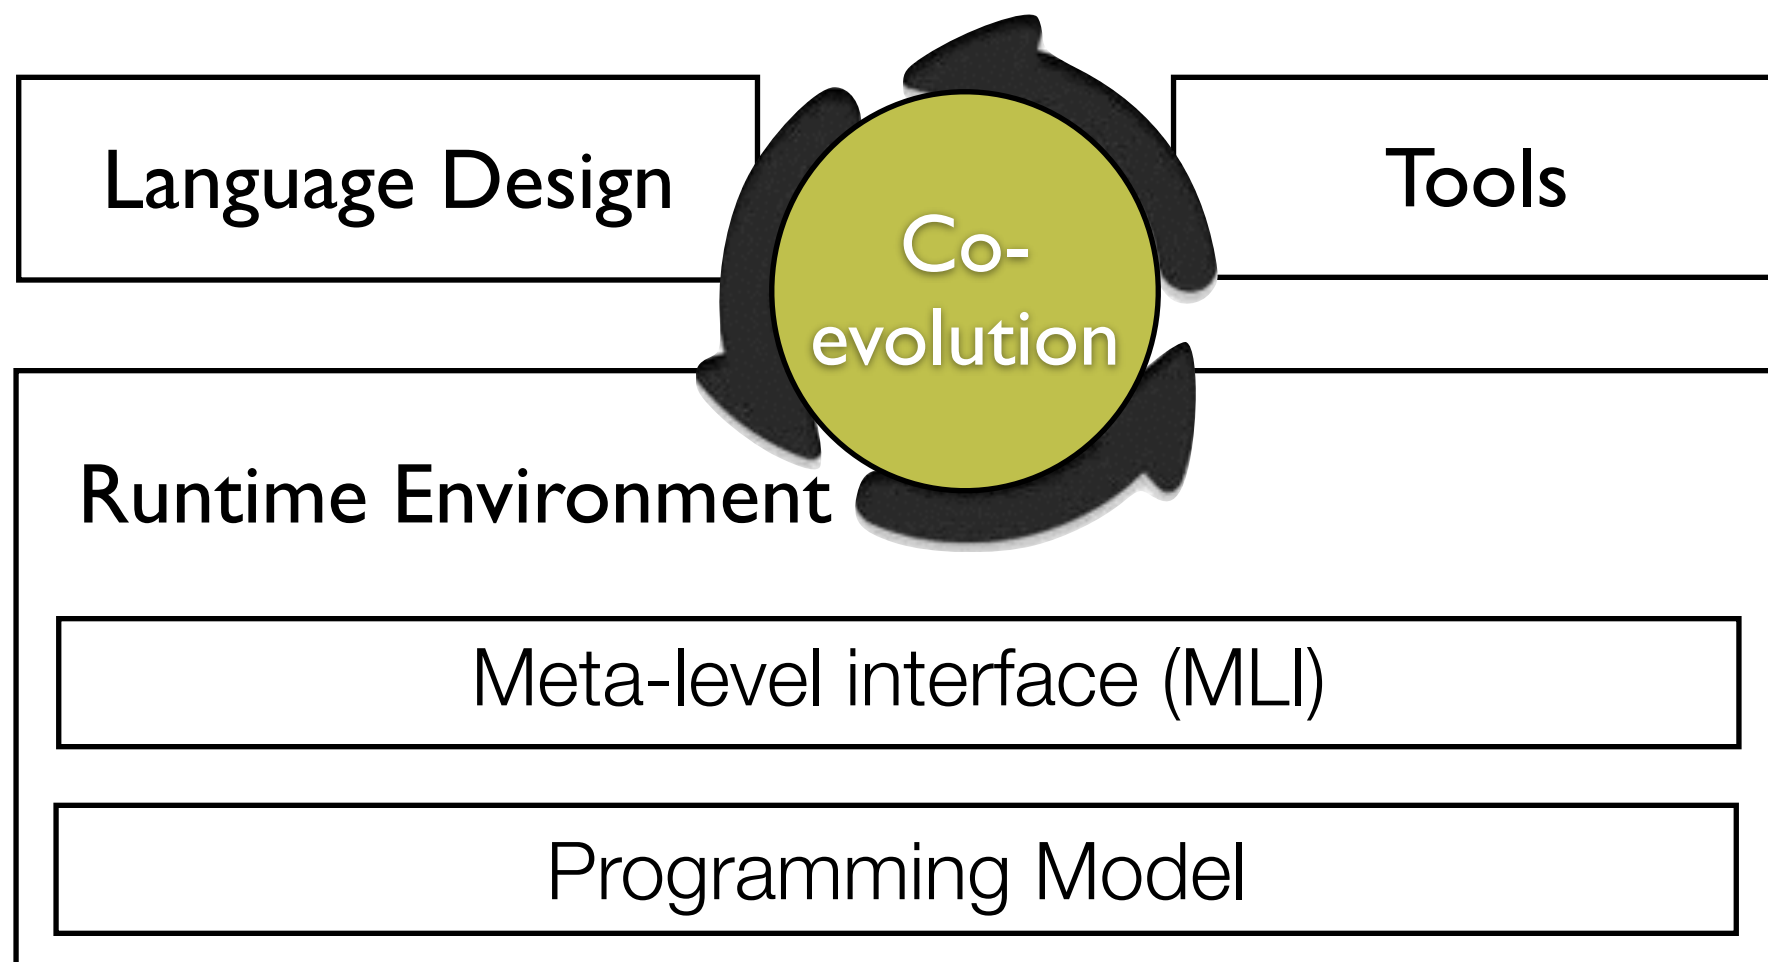 Language Design
Co-
evolution
Tools
Runtime Environment
Meta-level interface (MLI)
Programming Model